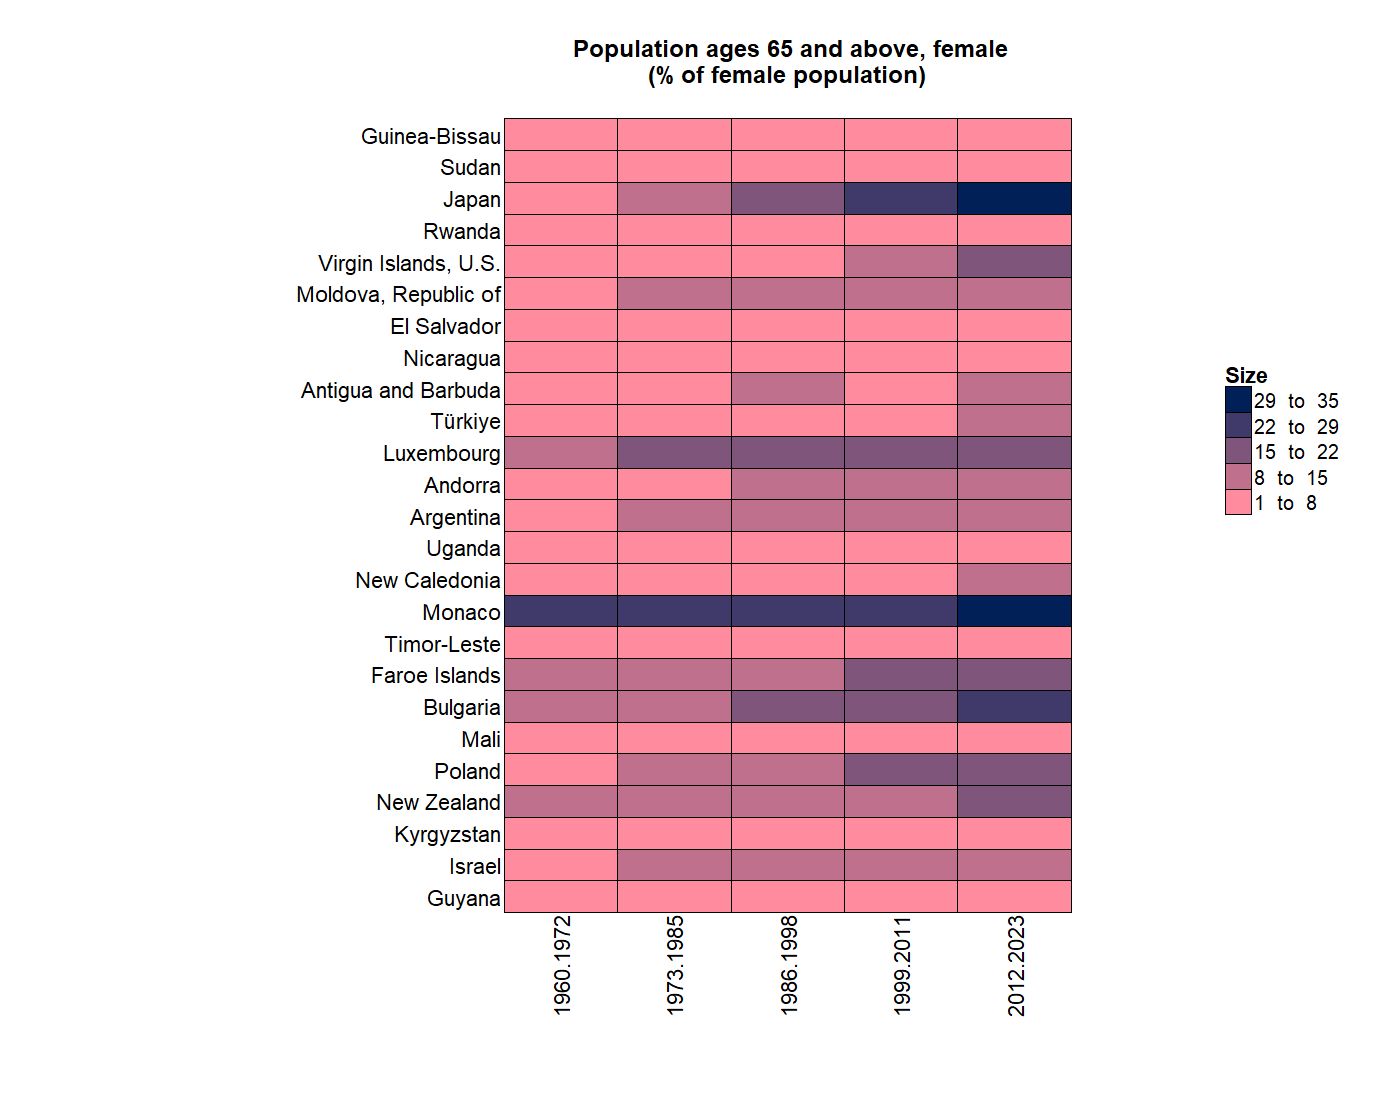 Population ages 65 and above, female
(% of female population)
Guinea-Bissau
Sudan
Japan
Rwanda
Virgin Islands, U.S.
Moldova, Republic of
El Salvador
Nicaragua
Antigua and Barbuda
Türkiye
Luxembourg
Andorra
Argentina
Uganda
New Caledonia
Monaco
Timor-Leste
Faroe Islands
Bulgaria
Mali
Poland
New Zealand
Kyrgyzstan
Israel
Guyana
1960.1972
1973.1985
1986.1998
1999.2011
2012.2023
Size
29 to 35
22 to 29
15 to 22
8 to 15
1 to 8